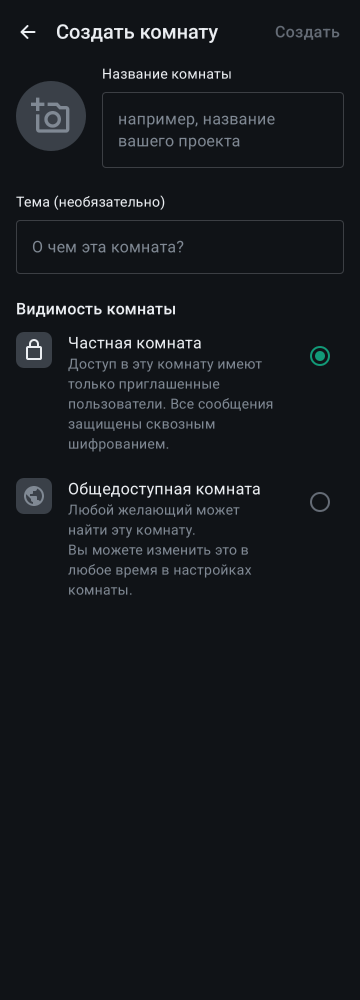 Создать комнату
Создать
Название комнаты
например, название
вашего проекта
Тема (необязательно)
О чем эта комната?
Видимость комнаты
Частная комната
Доступ в эту комнату имеют
только приглашенные
пользователи. Все сообщения
защищены сквозным
шифрованием.
Общедоступная комната
Любой желающий может
найти эту комнату.
Вы можете изменить это в
любое время в настройках
комнаты.